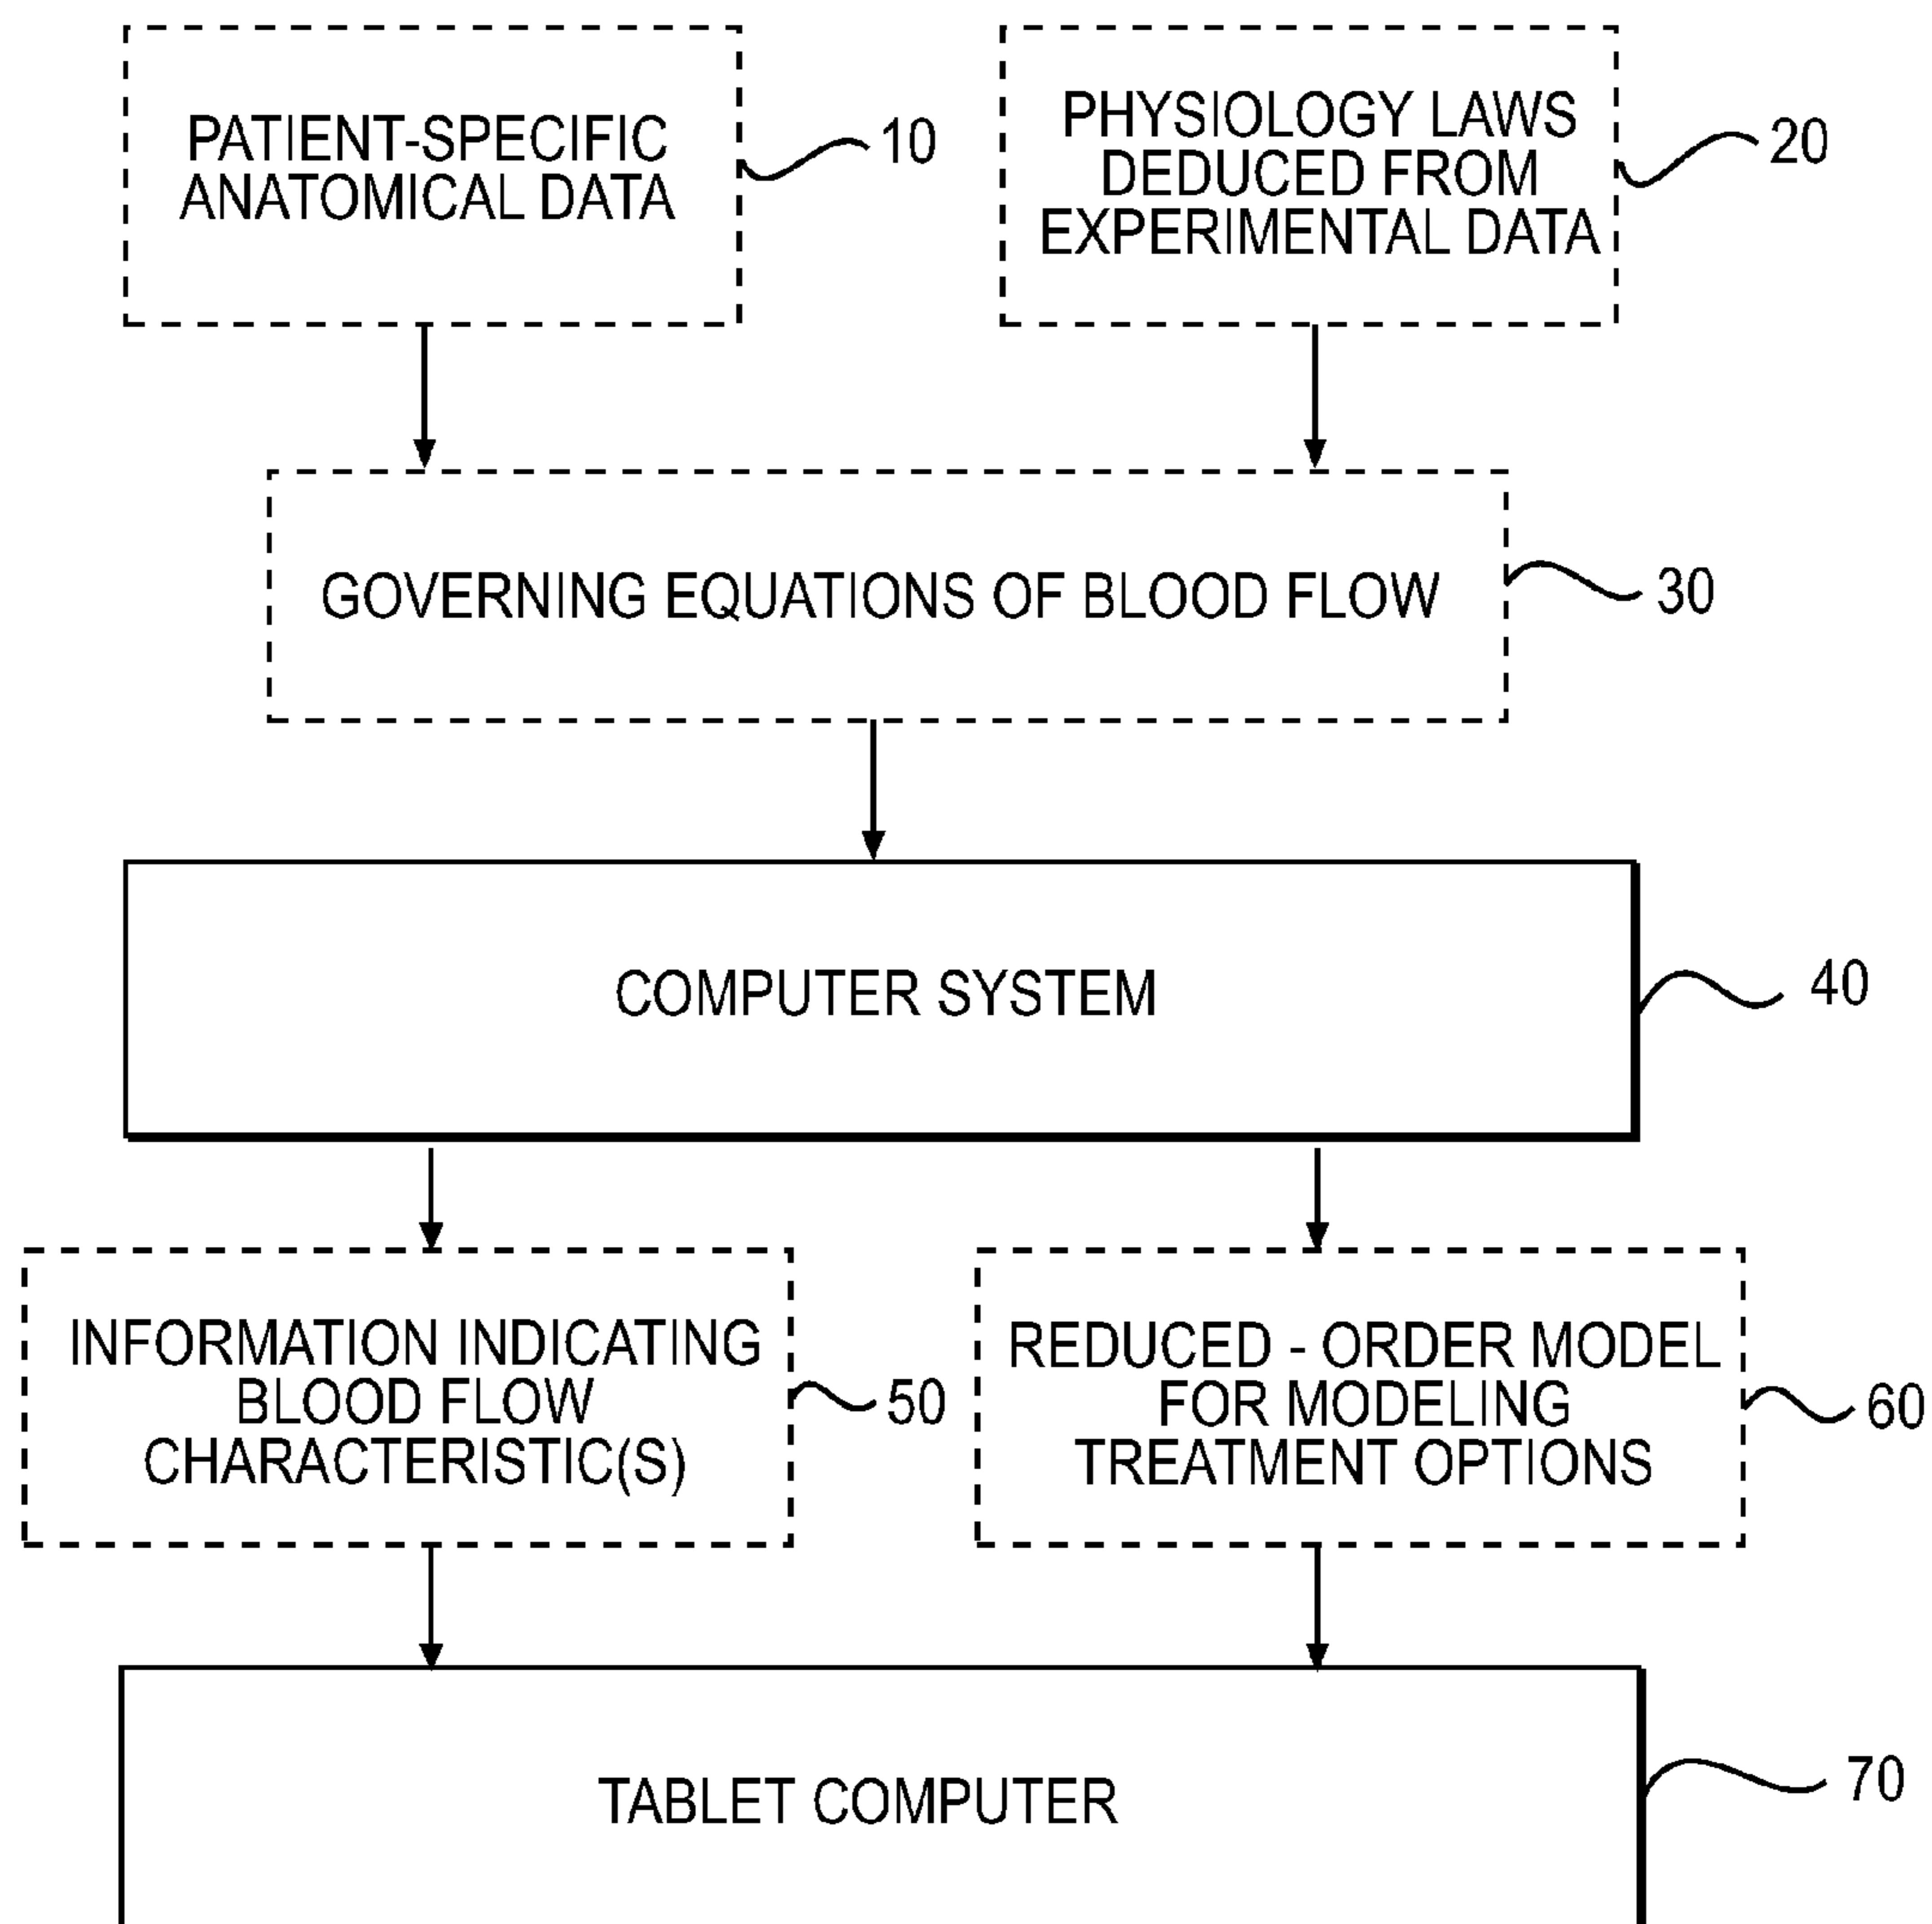 PATIENT-SPECIFIC
ANATOMICAL DATA
10
PHYSIOLOGY LAWS
DEDUCED FROM
EXPERIMENTAL DATA
20
GOVERNING EQUATIONS OF BLOOD FLOW
30
COMPUTER SYSTEM
40
INFORMATION INDICATING
BLOOD FLOW
CHARACTERISTIC(S)
50
REDUCED - ORDER MODEL
FOR MODELING
TREATMENT OPTIONS
60
TABLET COMPUTER
70